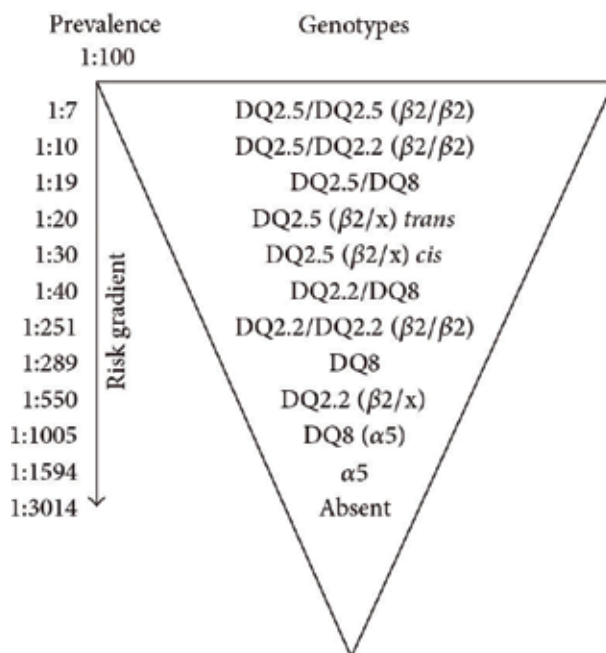 Prevalence Genotypes
1:100
1:7 DQ2.5/DQ2.5 (β2/β2)
1:10 DQ2.5/DQ2.2 (β2/β2)
1:19 DQ2.5/DQ8
1:20 DQ2.5 (β2/x) trans
1:30 DQ2.5 (β2/x) cis
1:40 DQ2.2/DQ8
1:251 DQ2.2/DQ2.2 (β2/β2)
1:289 DQ8
1:550 DQ2.2 (β2/x)
1:1005 DQ8 (α5)
1:1594 α5
1:3014 Absent
Risk gradient